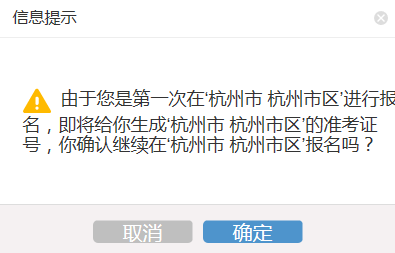 信息提示
由于您是第一次在‘杭州市 杭州市区’进行报
名，即将给你生成‘杭州市 杭州市区’的准考证
号，你确认继续在‘杭州市 杭州市区’报名吗？
取消 确定